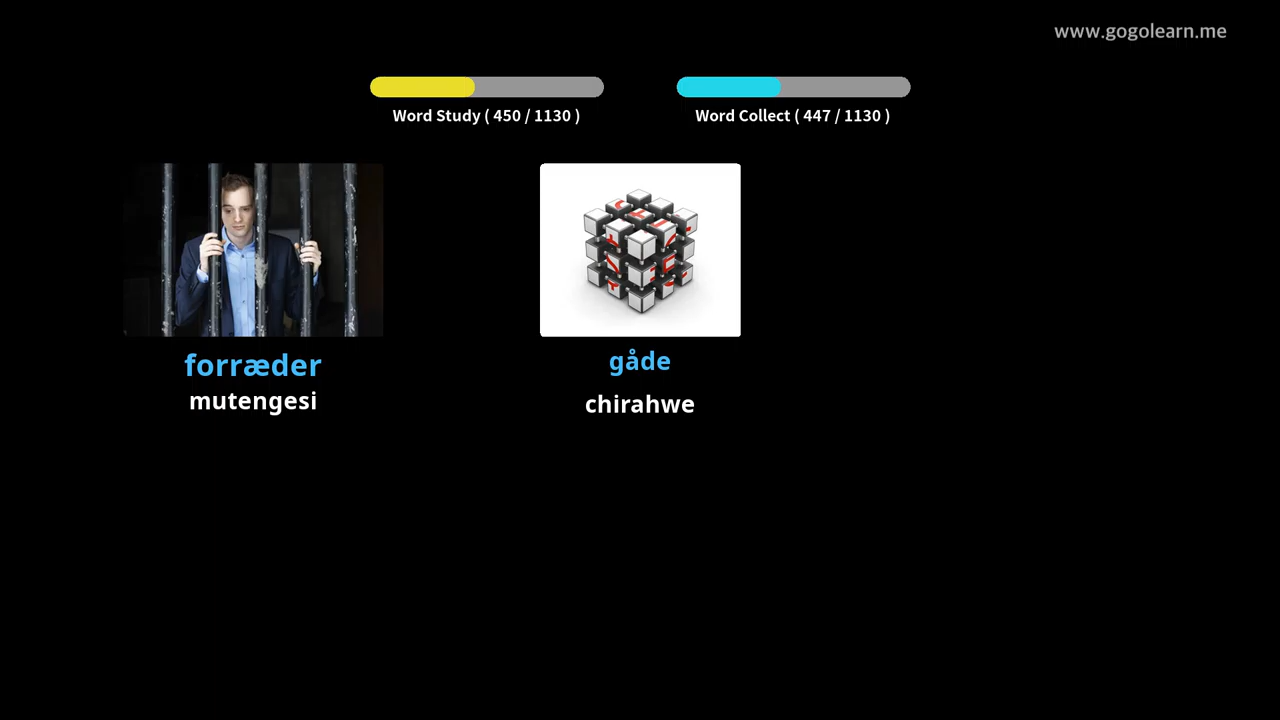 www.gogolearn.me
Word Study ( 450 / 1130 )
Word Collect ( 447 / 1130 )
forræder
mutengesi
gåde
chirahwe